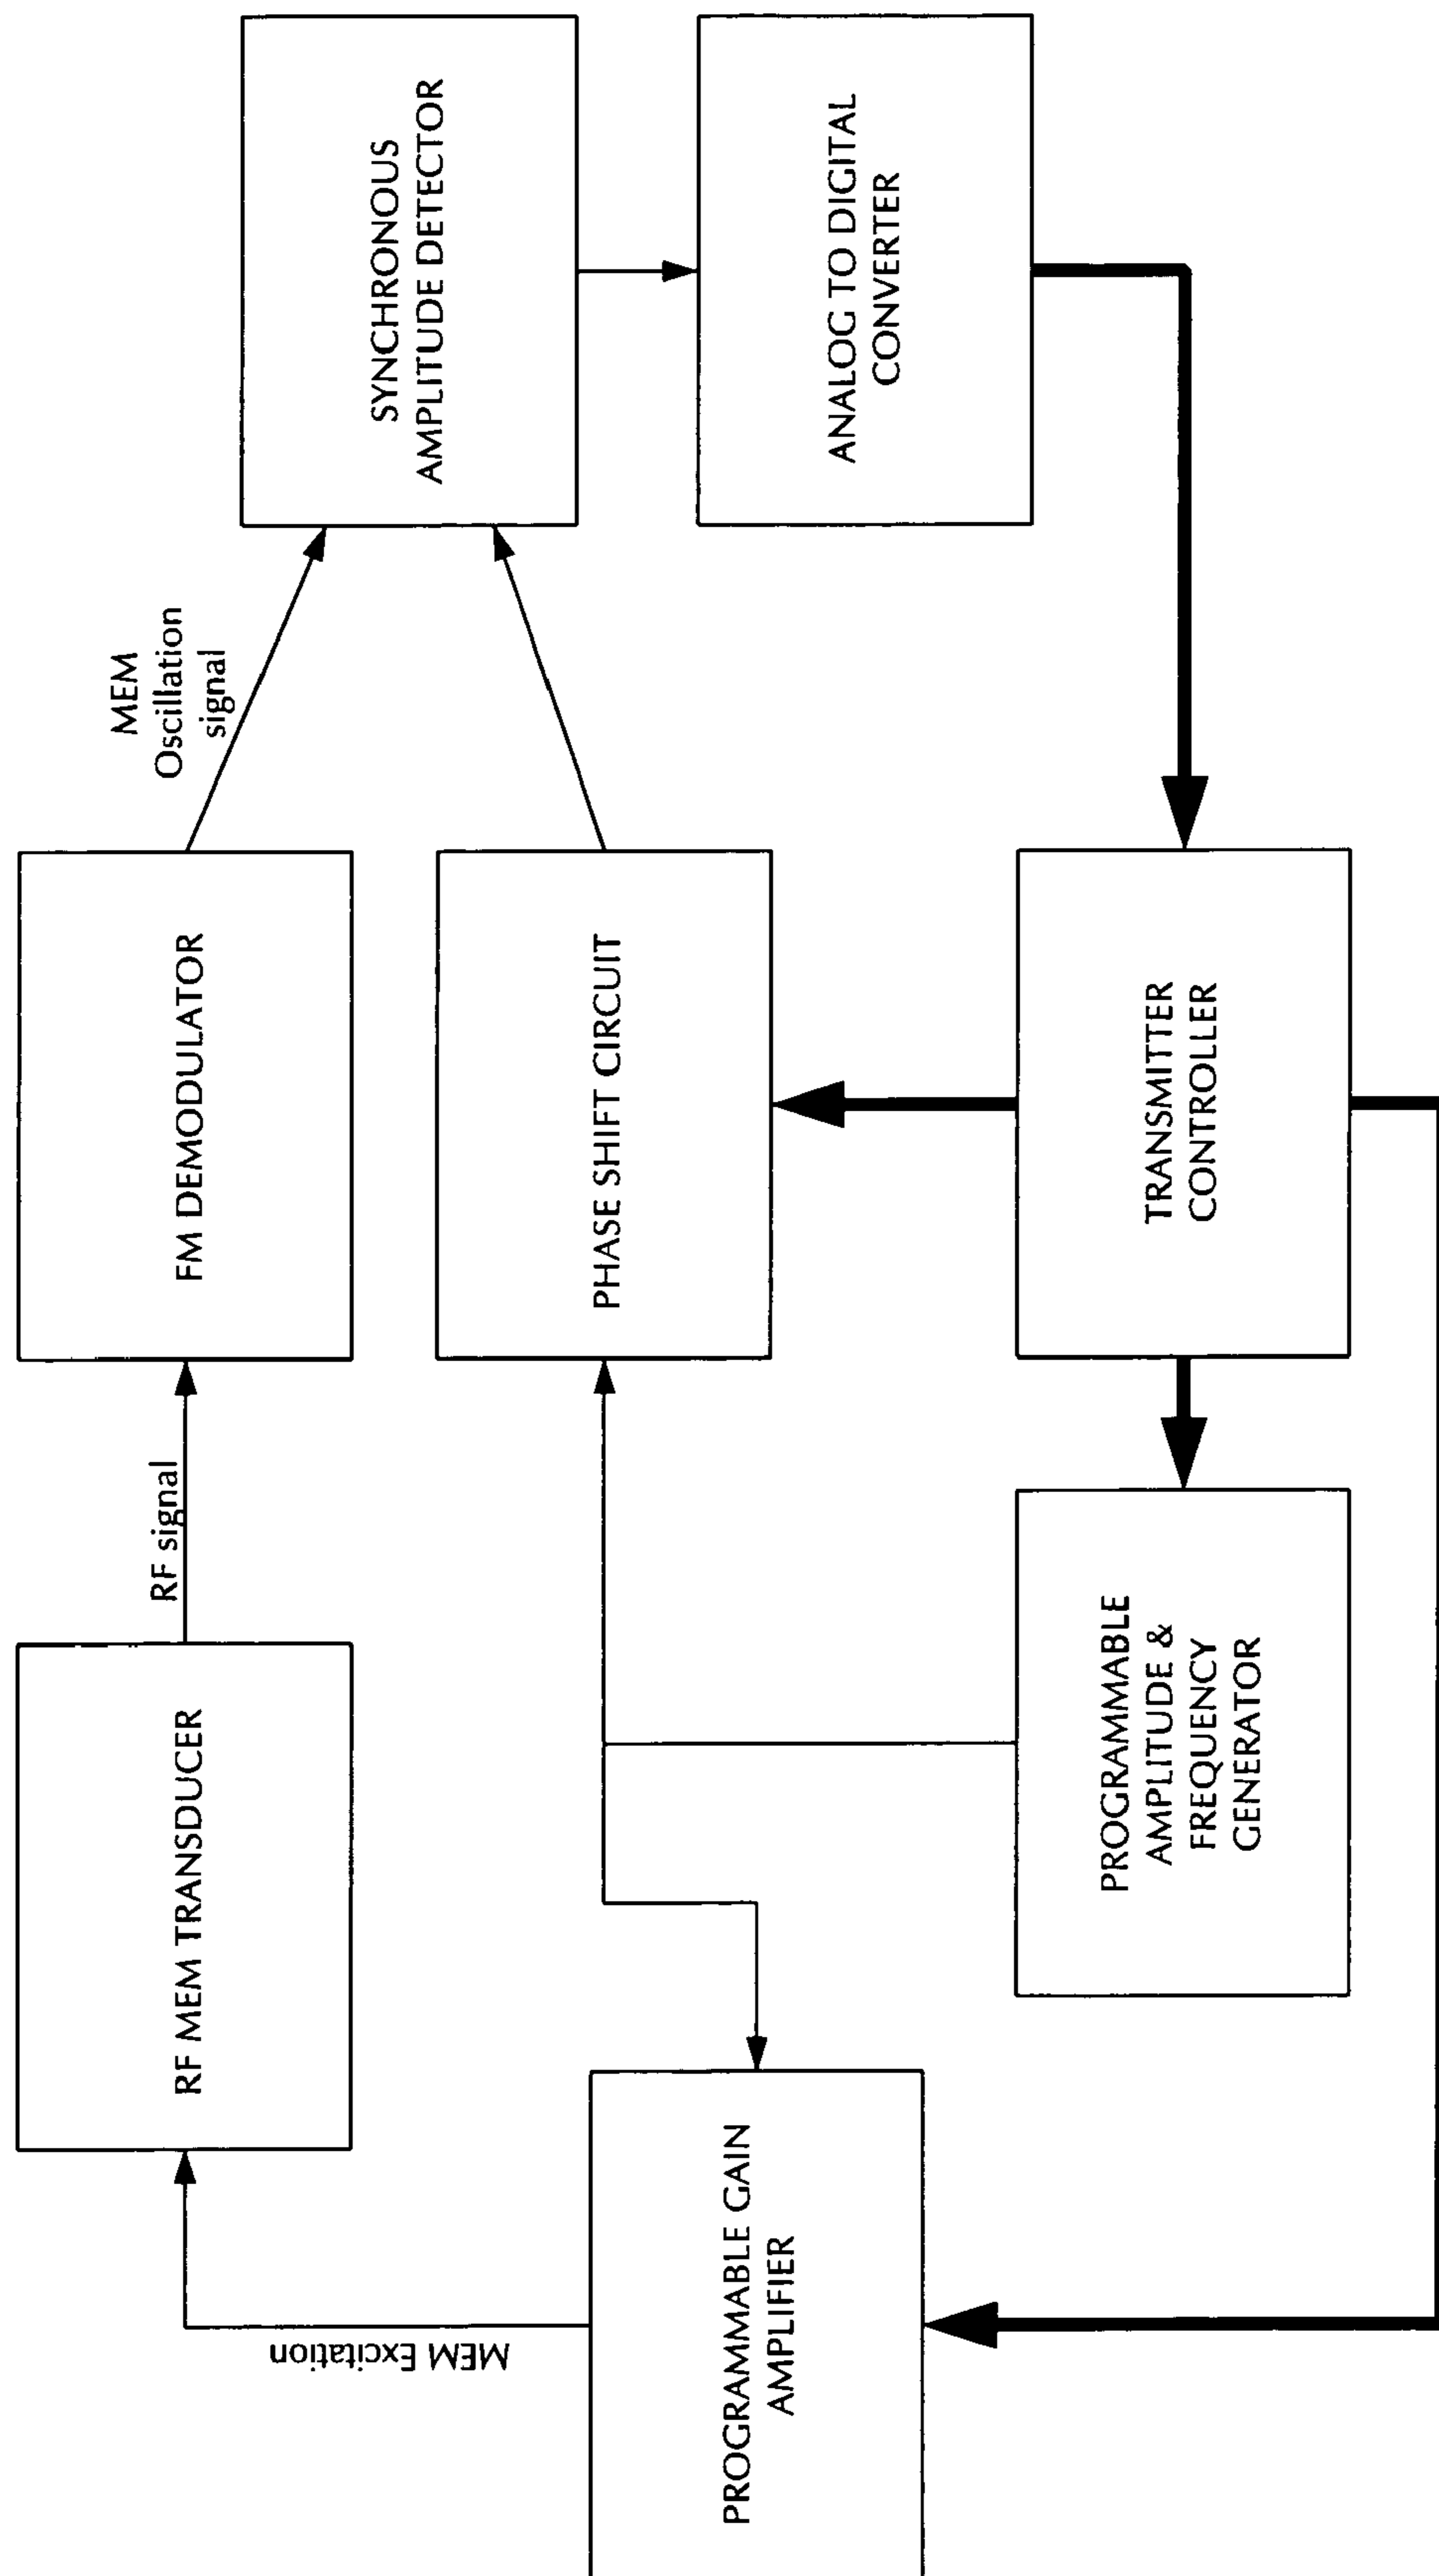 RF MEM TRANSDUCER
RF signal
FM DEMODULATOR
MEM
Oscillation
signal
SYNCHRONOUS
AMPLITUDE DETECTOR
MEM Excitation
PHASE SHIFT CIRCUIT
PROGRAMMABLE GAIN
AMPLIFIER
ANALOG TO DIGITAL
CONVERTER
PROGRAMMABLE
AMPLITUDE &
FREQUENCY
GENERATOR
TRANSMITTER
CONTROLLER